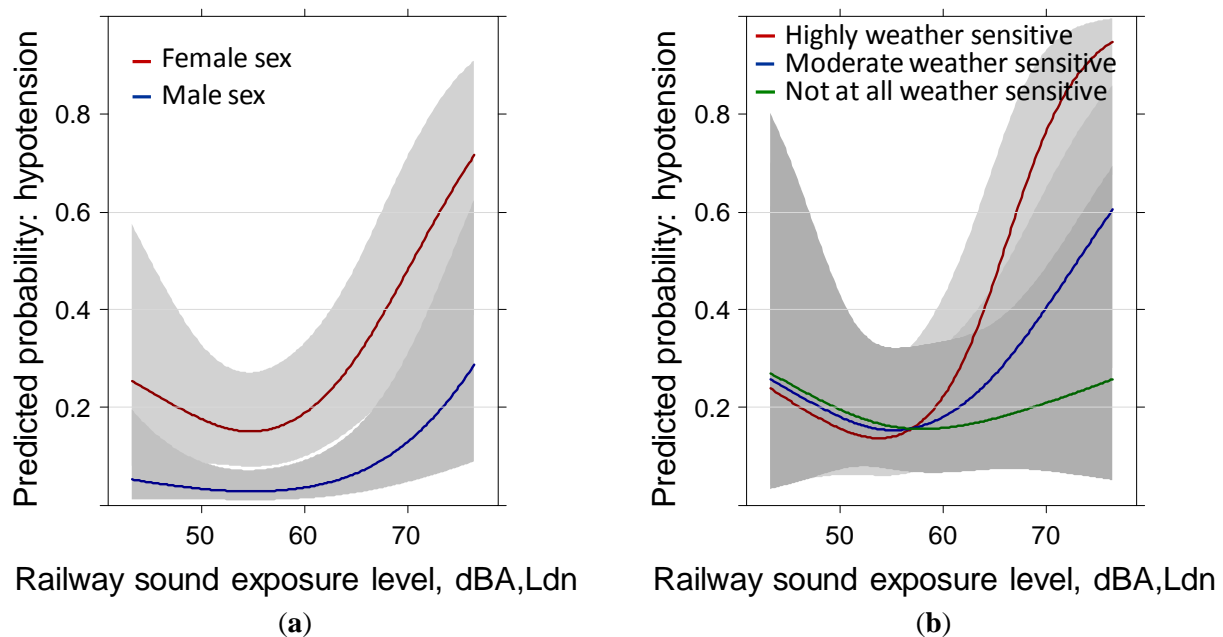 Predicted probability: hypotension
Female sex
Male sex
0.8
0.6
0.4
0.2
50
60
70
Railway sound exposure level, dBA,Ldn
(a)
Predicted probability: hypotension
Highly weather sensitive
Moderate weather sensitive
Not at all weather sensitive
0.8
0.6
0.4
0.2
50
60
70
Railway sound exposure level, dBA,Ldn
(b)